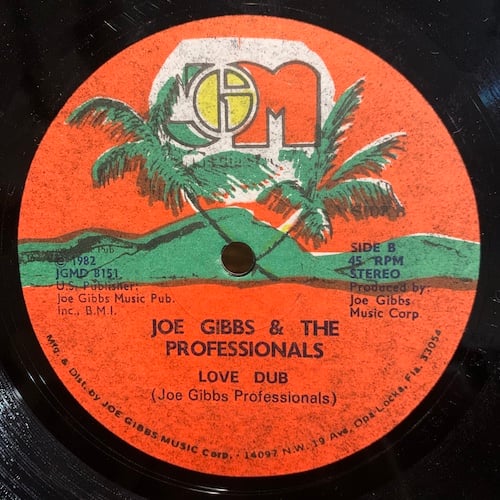 JGM
Pub
© 1982
JGMD 8151
U.S. Publisher:
Joe Gibbs Music Pub.
Inc., B.M.I.
SIDE B
45 RPM
STEREO
Produced by:
Joe Gibbs
Music Corp.
JOE GIBBS & THE
PROFESSIONALS
LOVE DUB
(Joe Gibbs Professionals)
Mfg. & Dist. by JOE GIBBS MUSIC Corp. - 14097 N.W. 19 Ave. Opa Locka, Fla. 33054